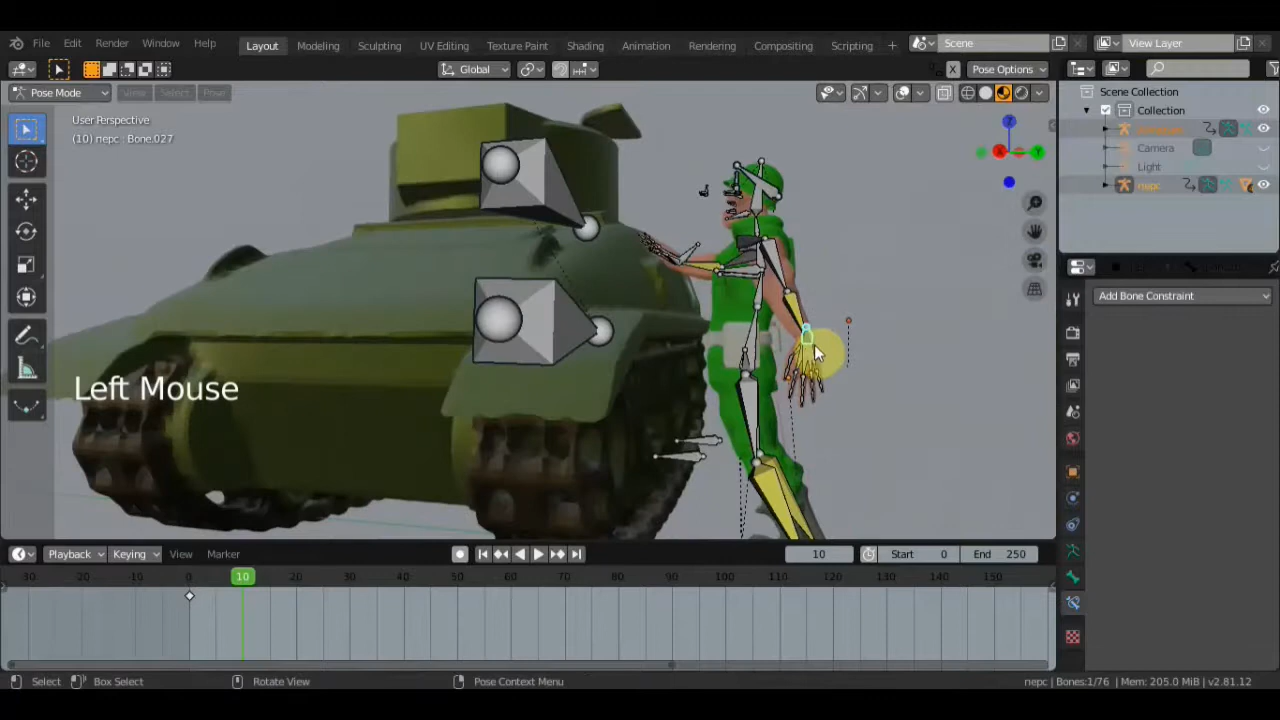 File Edit Render Window Help Layout Modeling Sculpting UV Editing Texture Paint Shading Animation Rendering Compositing Scripting + Scene View Layer
Global X Pose Options
Pose Mode View Select Pose
User Perspective
(10) перс : Bone.027
Scene Collection
Collection
Camera
Light
перс
Add Bone Constraint
Left Mouse
Playback Keying View Marker 10 Start 0 End 250
30 20 -10 0 10 20 30 40 50 60 70 80 90 100 110 120 130 140 150
Select Box Select Rotate View Pose Context Menu перс | Bones:1/76 | Mem: 205.0 MiB | v2.81.12